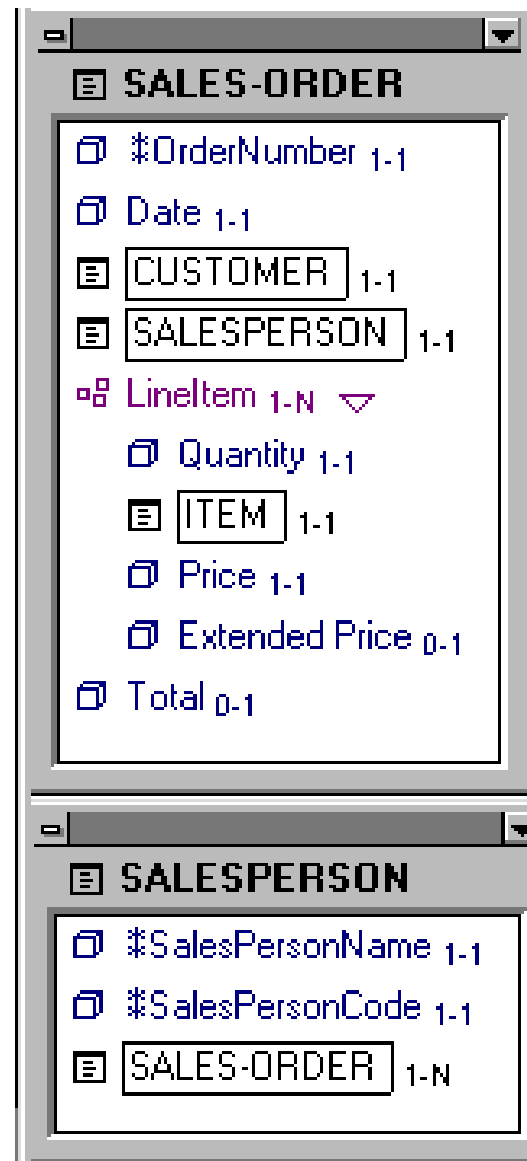 SALES-ORDER
⁑OrderNumber 1-1
Date 1-1
CUSTOMER 1-1
SALESPERSON 1-1
LineItem 1-N
Quantity 1-1
ITEM 1-1
Price 1-1
Extended Price 0-1
Total 0-1
SALESPERSON
⁑SalesPersonName 1-1
⁑SalesPersonCode 1-1
SALES-ORDER 1-N